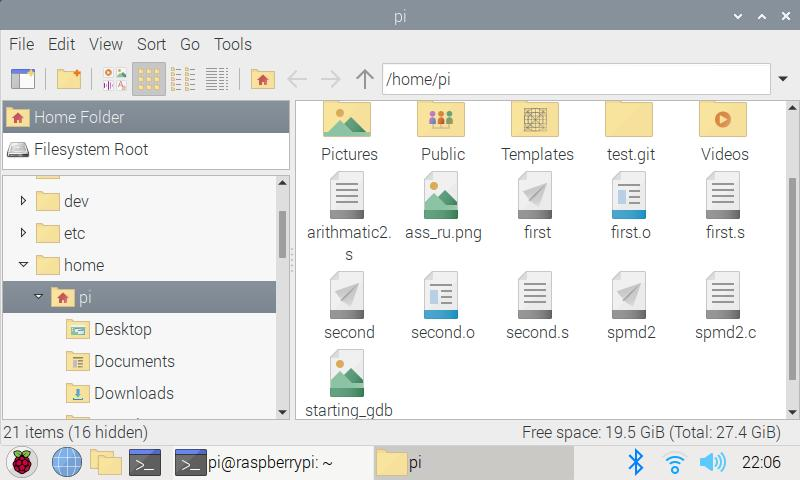 pi
File Edit View Sort Go Tools
/home/pi
Home Folder
Filesystem Root
dev
etc
home
pi
Desktop
Documents
Downloads
Pictures Public Templates test.git Videos
arithmatic2. ass_ru.png first first.o first.s
s
second second.o second.s spmd2 spmd2.c
starting_gdb
21 items (16 hidden) Free space: 19.5 GiB (Total: 27.4 GiB)
pi@raspberrypi: ~ pi 22:06